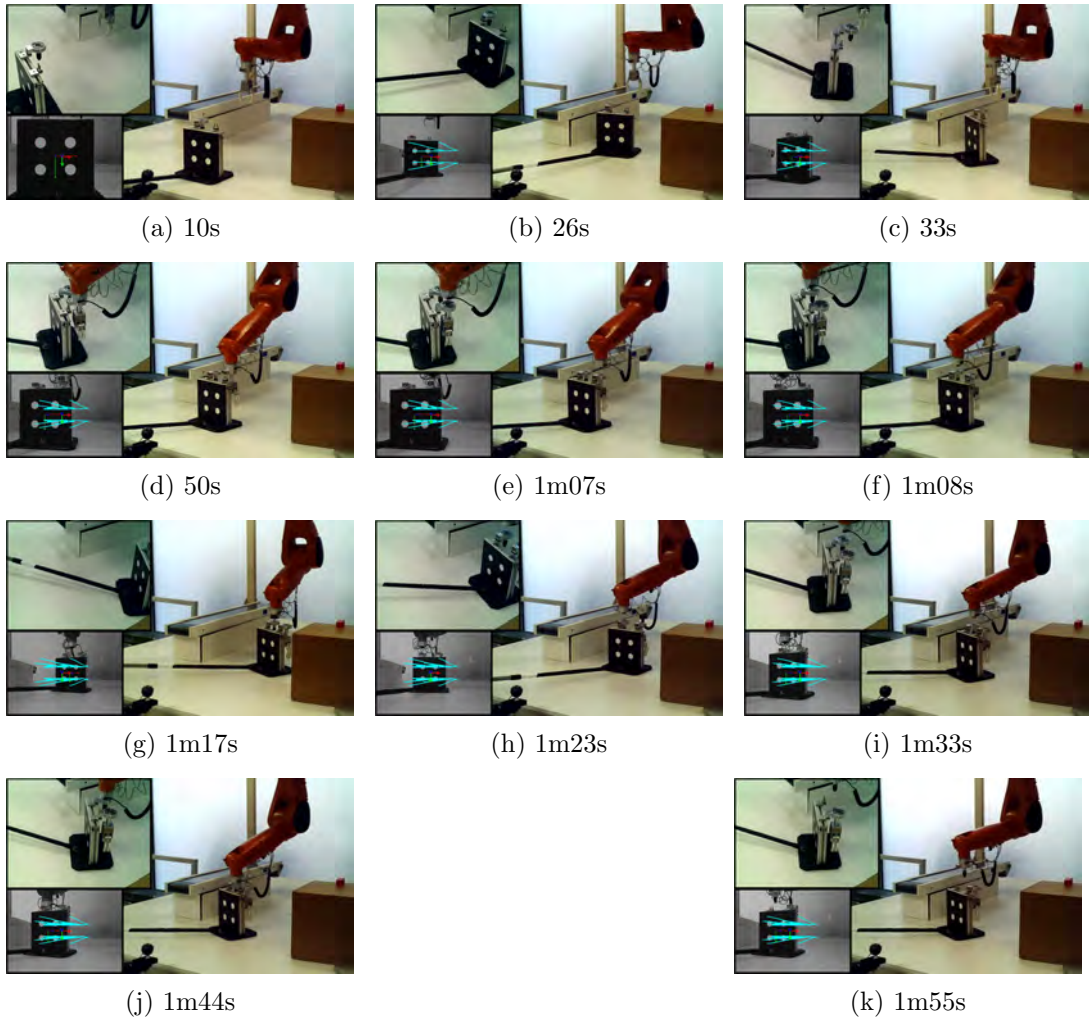 (a) 10s
(b) 26s
(c) 33s
(d) 50s
(e) 1m07s
(f) 1m08s
(g) 1m17s
(h) 1m23s
(i) 1m33s
(j) 1m44s
(k) 1m55s